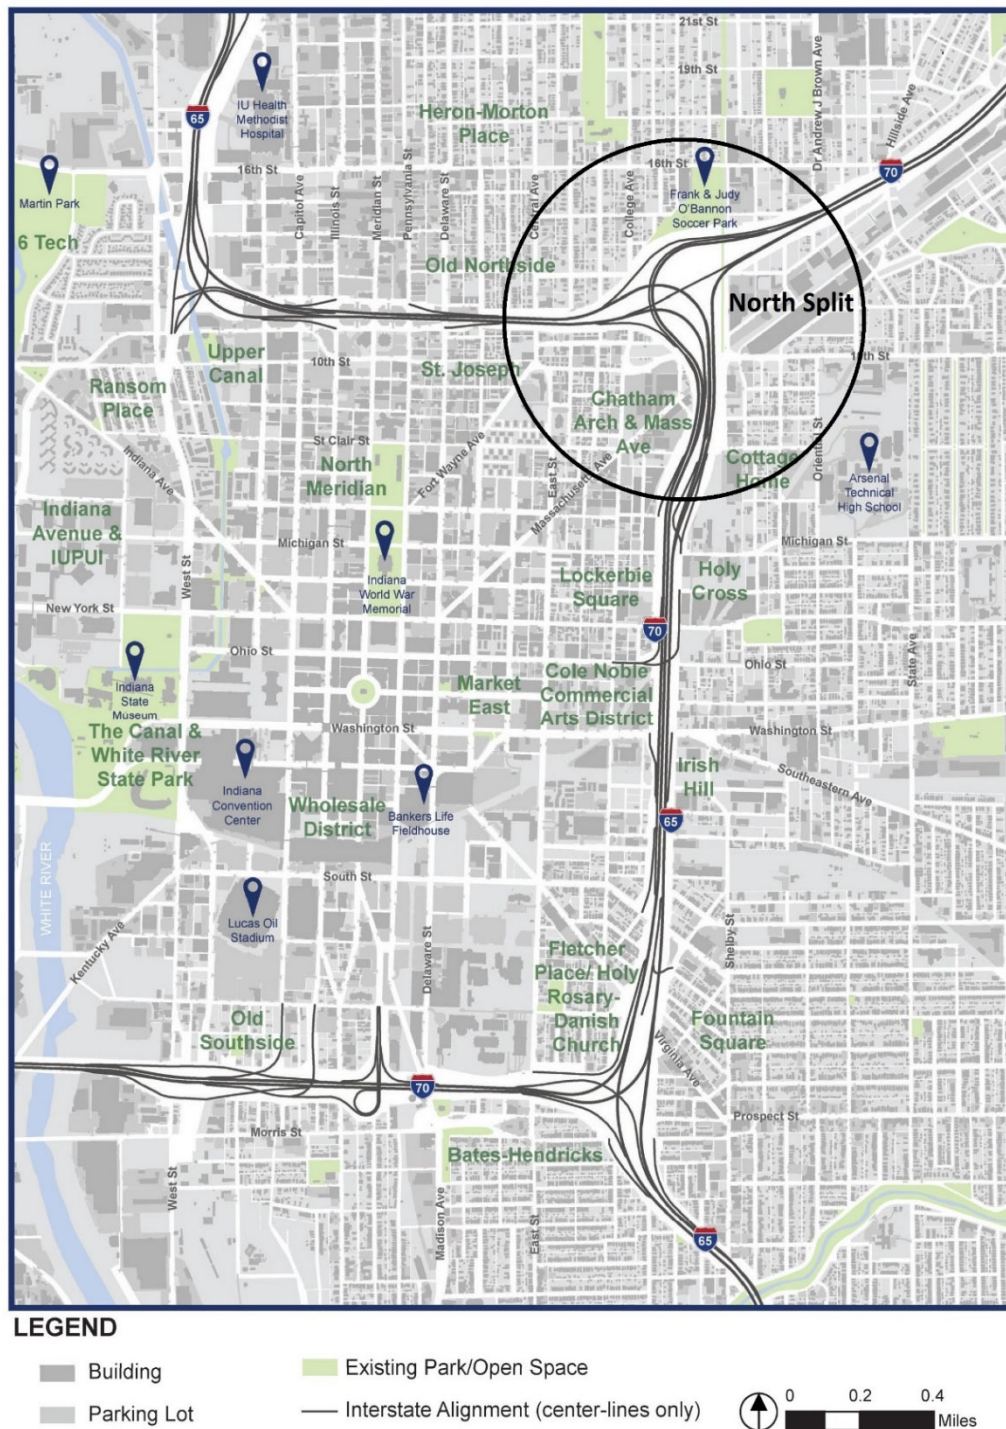 21st St
19th St
Dr Andrew J Brown Ave
Hillside Ave
65
IU Health
Methodist
Hospital
Heron-Morton
Place
16th St
16th St
70
Martin Park
Frank & Judy
O'Bannon
Soccer Park
Capitol Ave
Illinois St
Meridian St
Pennsylvania St
Delaware St
Central Ave
College Ave
6 Tech
Old Northside
North Split
Upper
Canal
10th St
St. Joseph
10th St
Ransom
Place
Chatham
Arch & Mass
Ave
St Clair St
North
Meridian
Fort Wayne Ave
East St
Massachusetts Ave
Cottage
Home
Oriental St
Arsenal
Technical
High School
Indiana Ave
Indiana
Avenue &
IUPUI
West St
Michigan St
Michigan St
Indiana
World War
Memorial
Lockerbie
Square
Holy
Cross
New York St
70
Ohio St
Ohio St
State Ave
Indiana
State
Museum
Market
East
Cole Noble
Commercial
Arts District
The Canal &
White River
State Park
Washington St
Washington St
Irish
Hill
Southeastern Ave
Indiana
Convention
Center
Wholesale
District
Bankers Life
Fieldhouse
65
WHITE RIVER
South St
Lucas Oil
Stadium
Kentucky Ave
Delaware St
Shelby St
Fletcher
Place/ Holy
Rosary-
Danish
Church
Old
Southside
Fountain
Square
Virginia Ave
70
Prospect St
Morris St
Bates-Hendricks
West St
Madison Ave
East St
65
LEGEND
Building
Existing Park/Open Space
Parking Lot
Interstate Alignment (center-lines only)
0 0.2 0.4
Miles